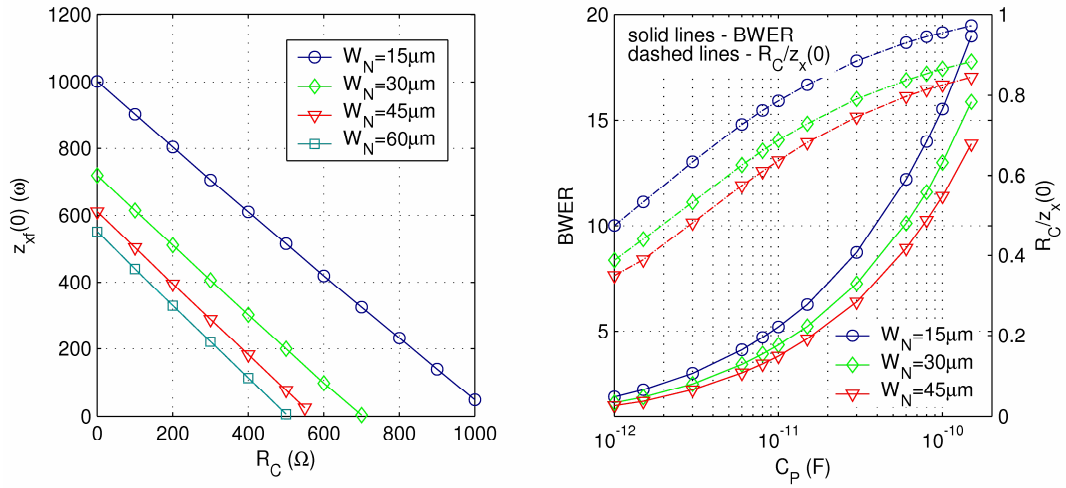 1200
1000
800
600
400
200
0
z_xf(0) (ω)
0
200
400
600
800
1000
R_C (Ω)
W_N=15μm
W_N=30μm
W_N=45μm
W_N=60μm
20
15
10
5
BWER
solid lines - BWER
dashed lines - R_C/z_x(0)
1
0.8
0.6
0.4
0.2
0
R_C/z_x(0)
W_N=15μm
W_N=30μm
W_N=45μm
10^-12
10^-11
10^-10
C_P (F)